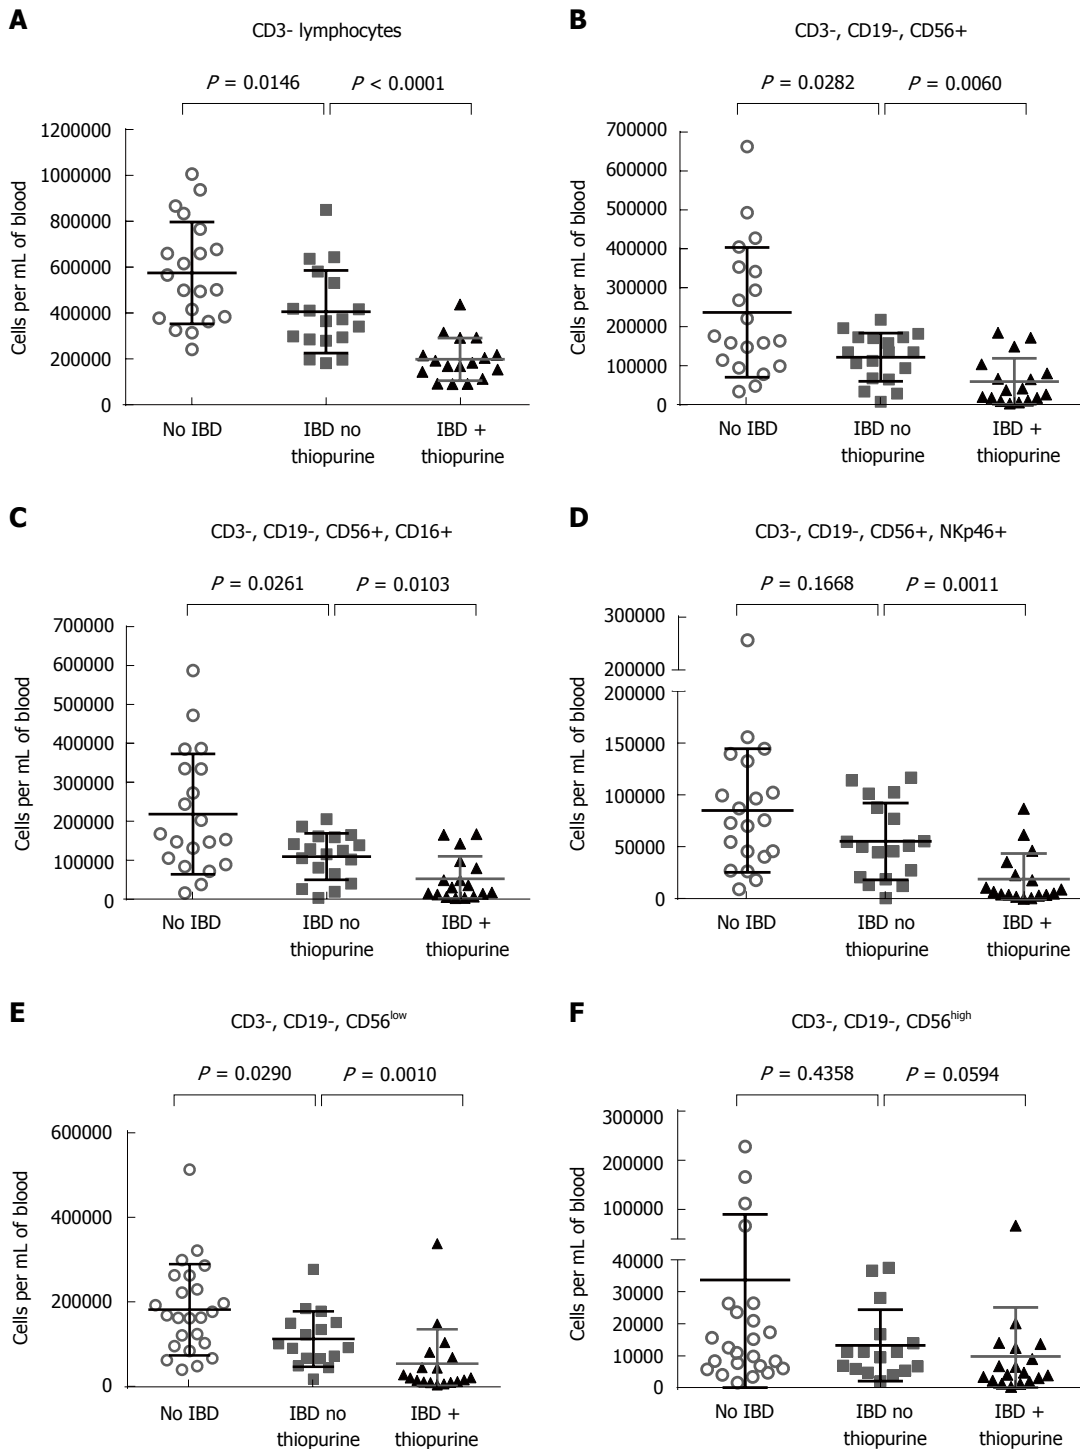 A
CD3- lymphocytes
P = 0.0146
P < 0.0001
Cells per mL of blood
1200000
1000000
800000
600000
400000
200000
0
No IBD
IBD no
thiopurine
IBD +
thiopurine
B
CD3-, CD19-, CD56+
P = 0.0282
P = 0.0060
Cells per mL of blood
700000
600000
500000
400000
300000
200000
100000
0
No IBD
IBD no
thiopurine
IBD +
thiopurine
C
CD3-, CD19-, CD56+, CD16+
P = 0.0261
P = 0.0103
Cells per mL of blood
700000
600000
500000
400000
300000
200000
100000
0
No IBD
IBD no
thiopurine
IBD +
thiopurine
D
CD3-, CD19-, CD56+, NKp46+
P = 0.1668
P = 0.0011
Cells per mL of blood
300000
200000
200000
150000
100000
50000
0
No IBD
IBD no
thiopurine
IBD +
thiopurine
E
CD3-, CD19-, CD56low
P = 0.0290
P = 0.0010
Cells per mL of blood
600000
400000
200000
0
No IBD
IBD no
thiopurine
IBD +
thiopurine
F
CD3-, CD19-, CD56high
P = 0.4358
P = 0.0594
Cells per mL of blood
300000
200000
100000
40000
30000
20000
10000
0
No IBD
IBD no
thiopurine
IBD +
thiopurine